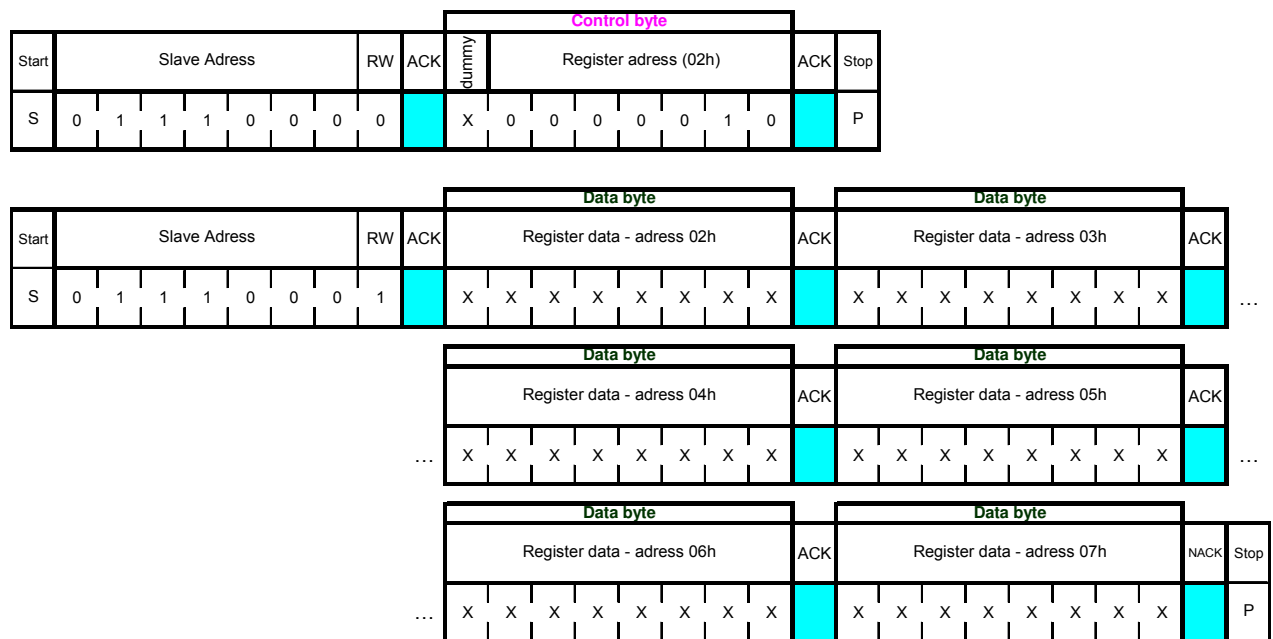 Control byte
Start Slave Adress RW ACK dummy Register adress (02h) ACK Stop
S 0 1 1 1 0 0 0 0 X 0 0 0 0 0 1 0 P
Data byte Data byte
Start Slave Adress RW ACK Register data - adress 02h ACK Register data - adress 03h ACK
S 0 1 1 1 0 0 0 1 X X X X X X X X X X X X X X X X …
Data byte Data byte
Register data - adress 04h ACK Register data - adress 05h ACK
… X X X X X X X X X X X X X X X X …
Data byte Data byte
Register data - adress 06h ACK Register data - adress 07h NACK Stop
… X X X X X X X X X X X X X X X X P